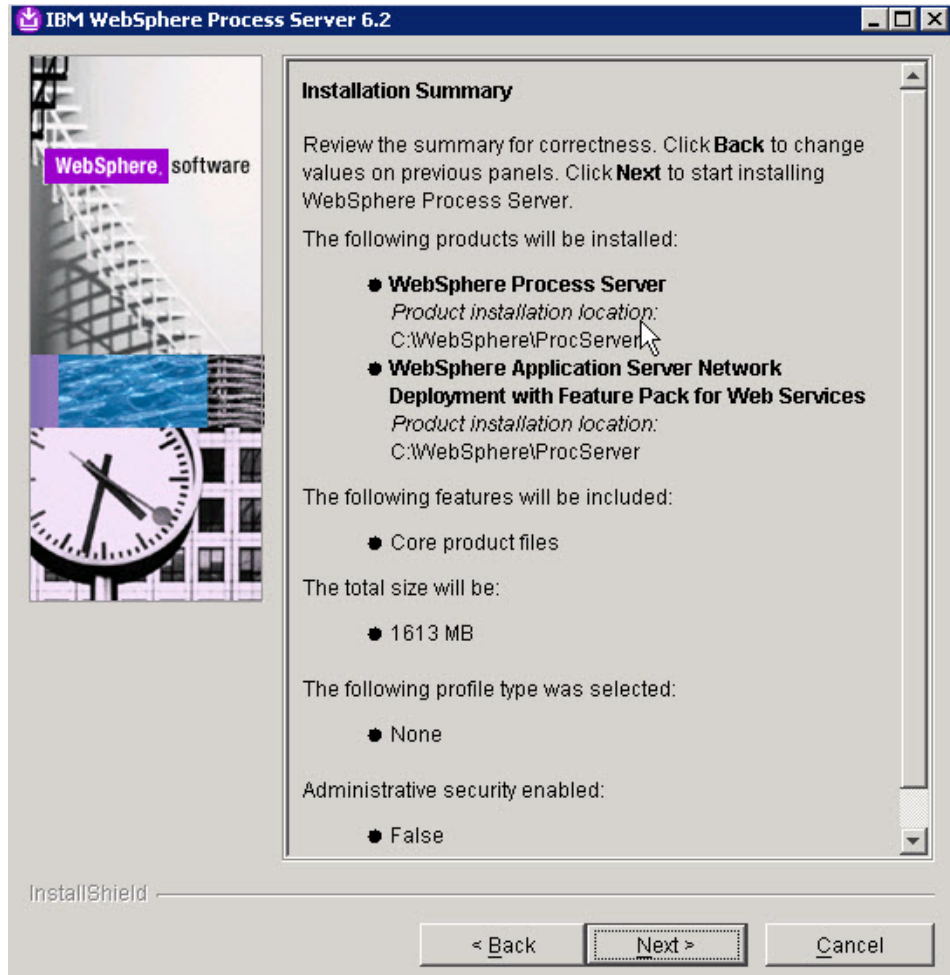 IBM WebSphere Process Server 6.2
WebSphere. software
Installation Summary
Review the summary for correctness. Click Back to change
values on previous panels. Click Next to start installing
WebSphere Process Server.
The following products will be installed:
● WebSphere Process Server
Product installation location:
C:\WebSphere\ProcServer
● WebSphere Application Server Network
Deployment with Feature Pack for Web Services
Product installation location:
C:\WebSphere\ProcServer
The following features will be included:
● Core product files
The total size will be:
● 1613 MB
The following profile type was selected:
● None
Administrative security enabled:
● False
InstallShield
< Back
Next >
Cancel